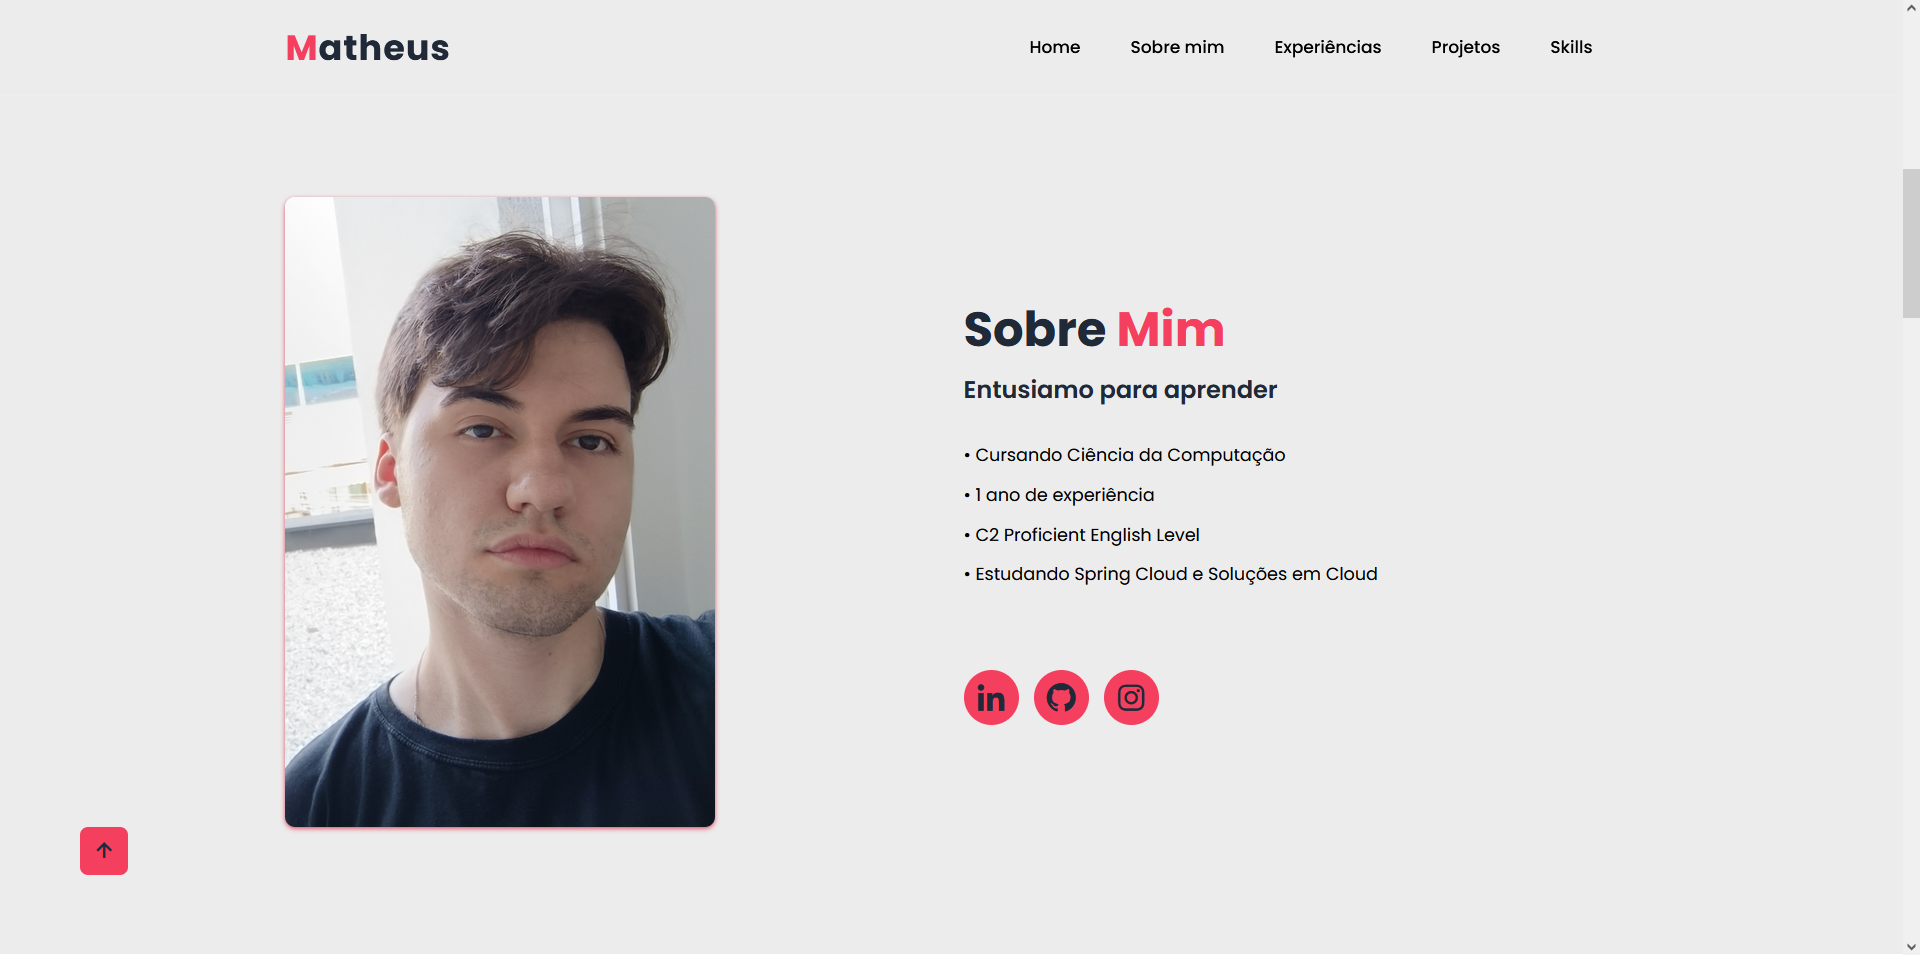 Matheus
Home Sobre mim Experiências Projetos Skills
Sobre Mim
Entusiamo para aprender
• Cursando Ciência da Computação
• 1 ano de experiência
• C2 Proficient English Level
• Estudando Spring Cloud e Soluções em Cloud
in